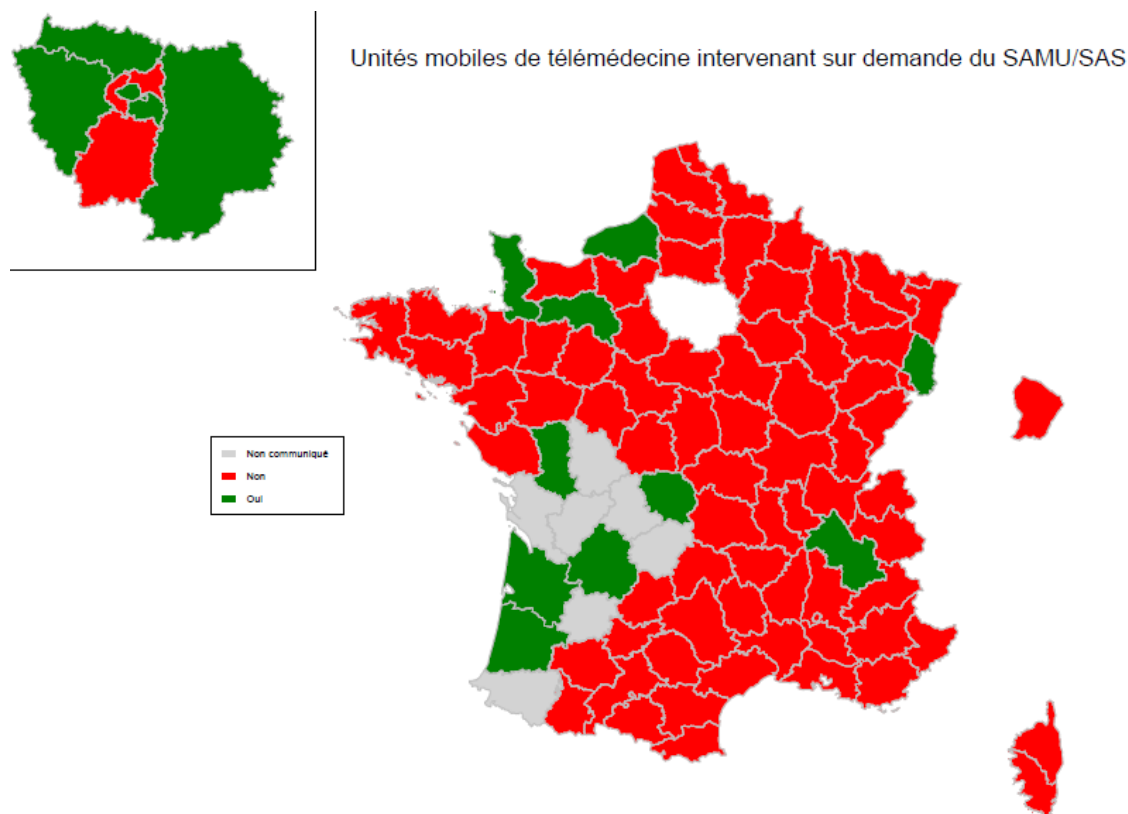 Unités mobiles de télémédecine intervenant sur demande du SAMU/SAS
Non communiqué
Non
Oui